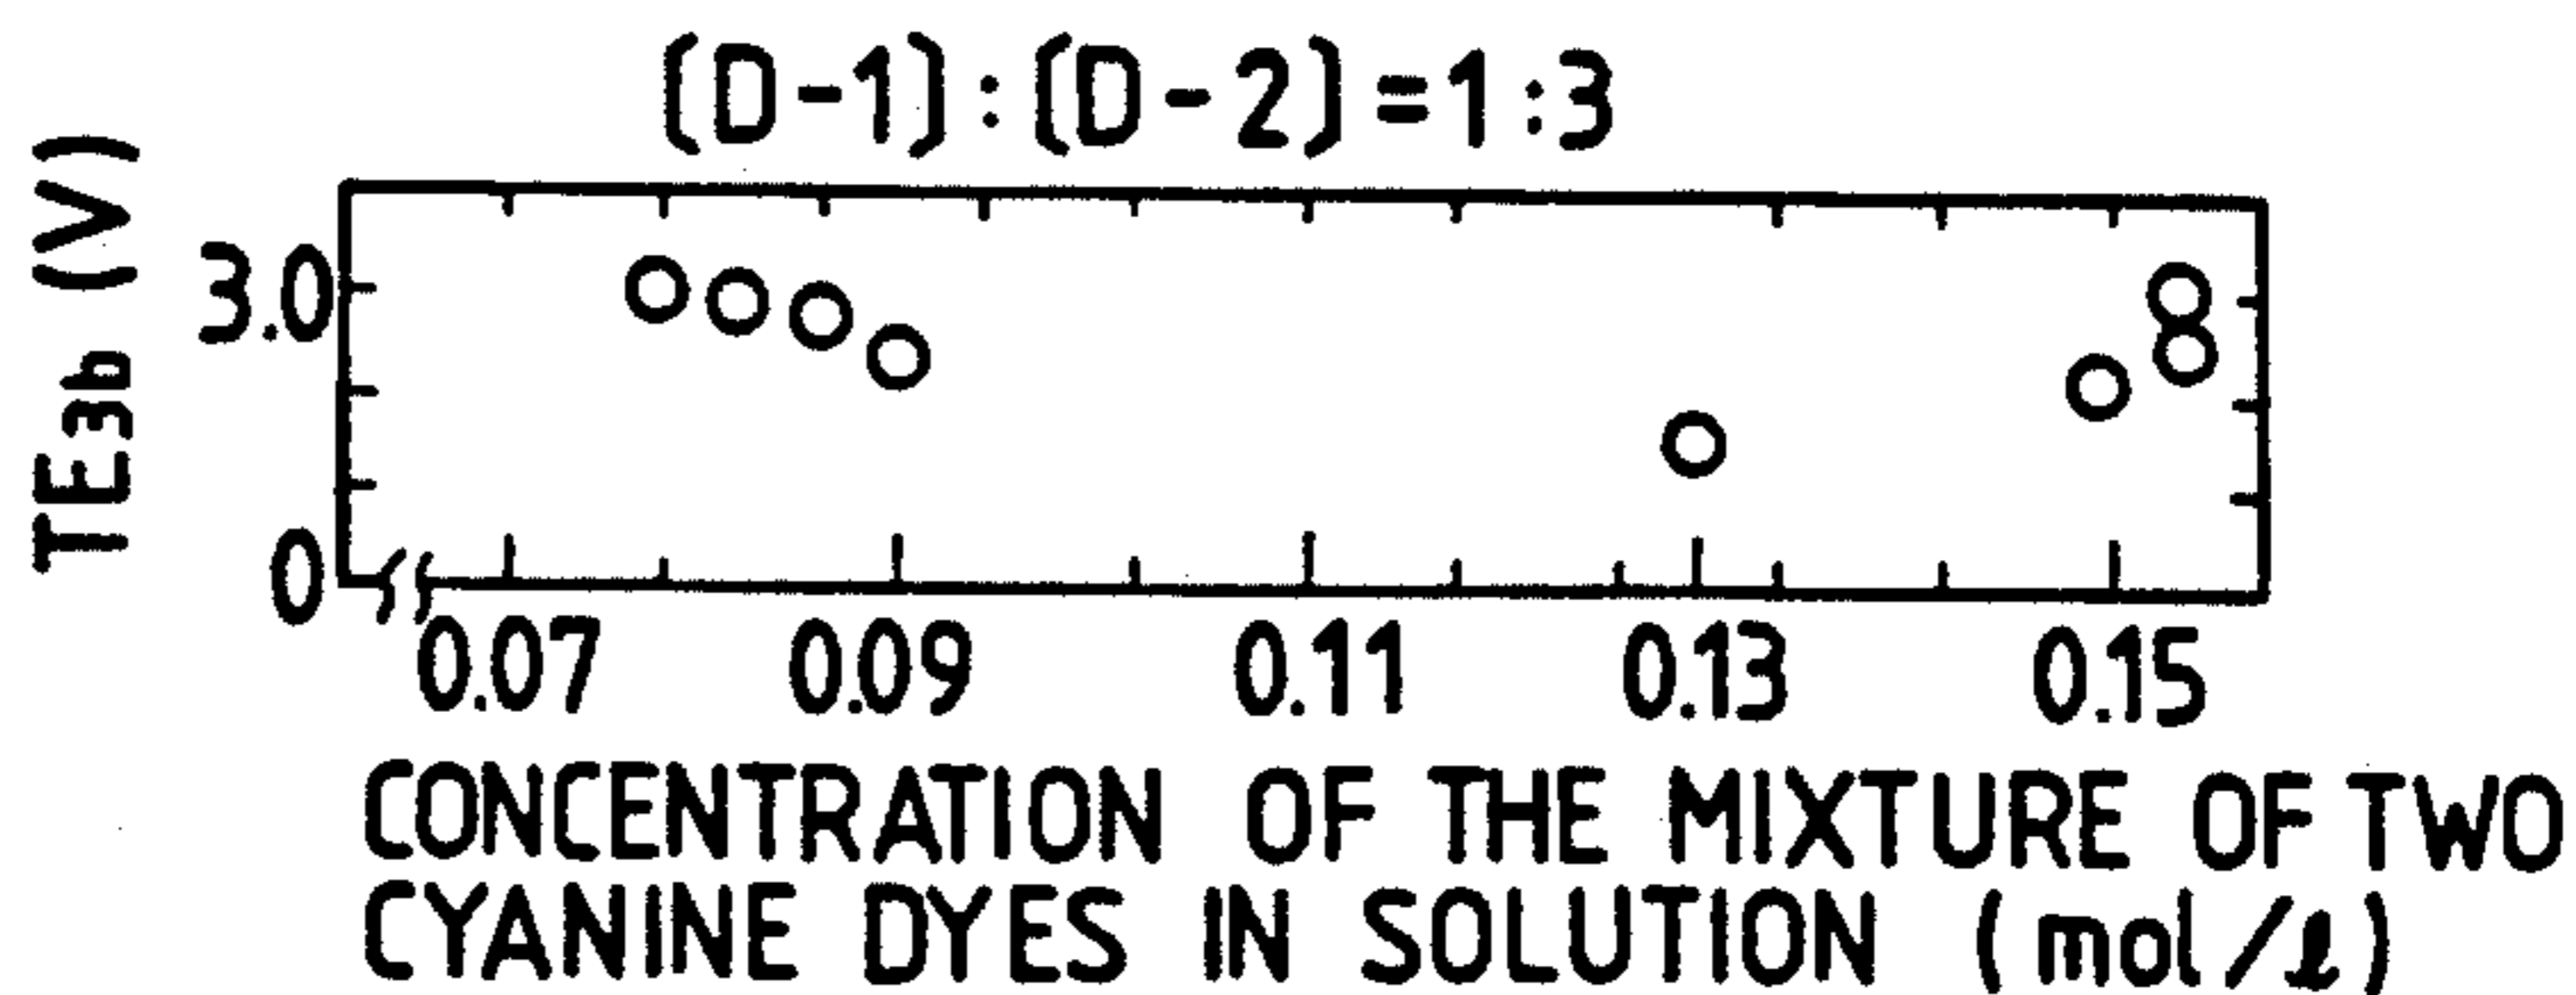 (D-1):(D-2)=1:3
TE3b (V)
3.0
0
0.07 0.09 0.11 0.13 0.15
CONCENTRATION OF THE MIXTURE OF TWO
CYANINE DYES IN SOLUTION (mol/ℓ)